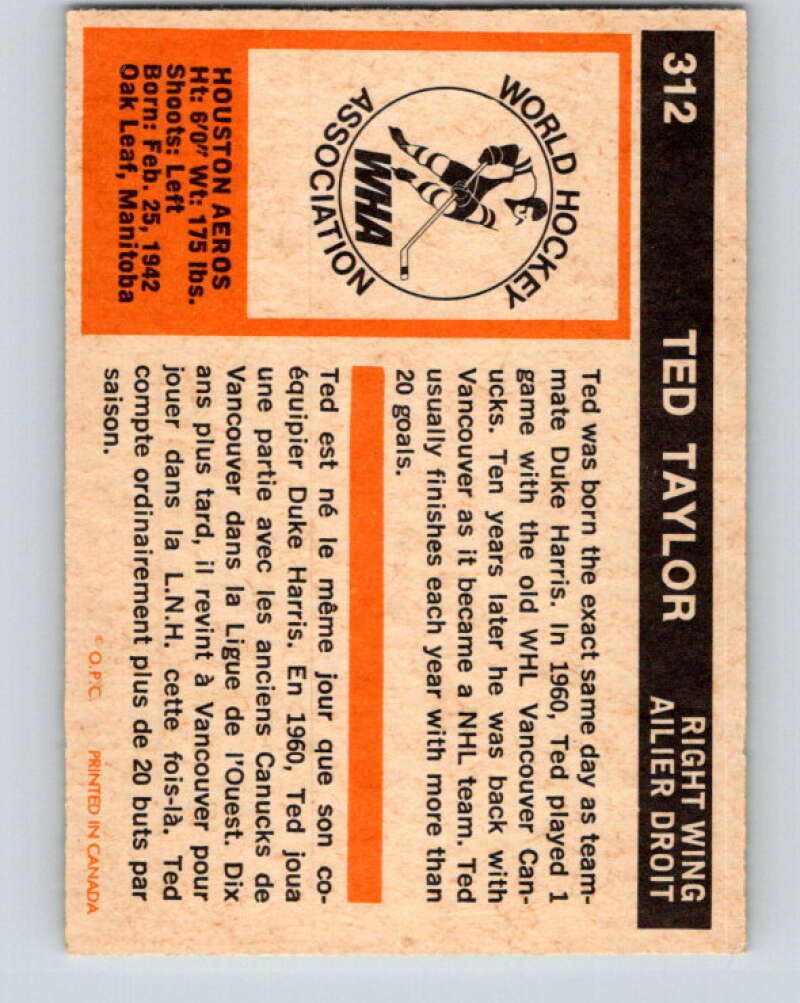 312 TED TAYLOR RIGHT WING
AILIER DROIT
WORLD HOCKEY
ASSOCIATION
WHA
HOUSTON AEROS
Ht: 6'0" Wt: 175 lbs.
Shoots: Left
Born: Feb. 25, 1942
Oak Leaf, Manitoba
Ted was born the exact same day as team-
mate Duke Harris. In 1960, Ted played 1
game with the old WHL Vancouver Can-
ucks. Ten years later he was back with
Vancouver as it became a NHL team. Ted
usually finishes each year with more than
20 goals.
Ted est né le même jour que son co-
équipier Duke Harris. En 1960, Ted joua
une partie avec les anciens Canucks de
Vancouver dans la Ligue de l'Ouest. Dix
ans plus tard, il revint à Vancouver pour
jouer dans la L.N.H. cette fois-là. Ted
compte ordinairement plus de 20 buts par
saison.
© O.P.C. PRINTED IN CANADA